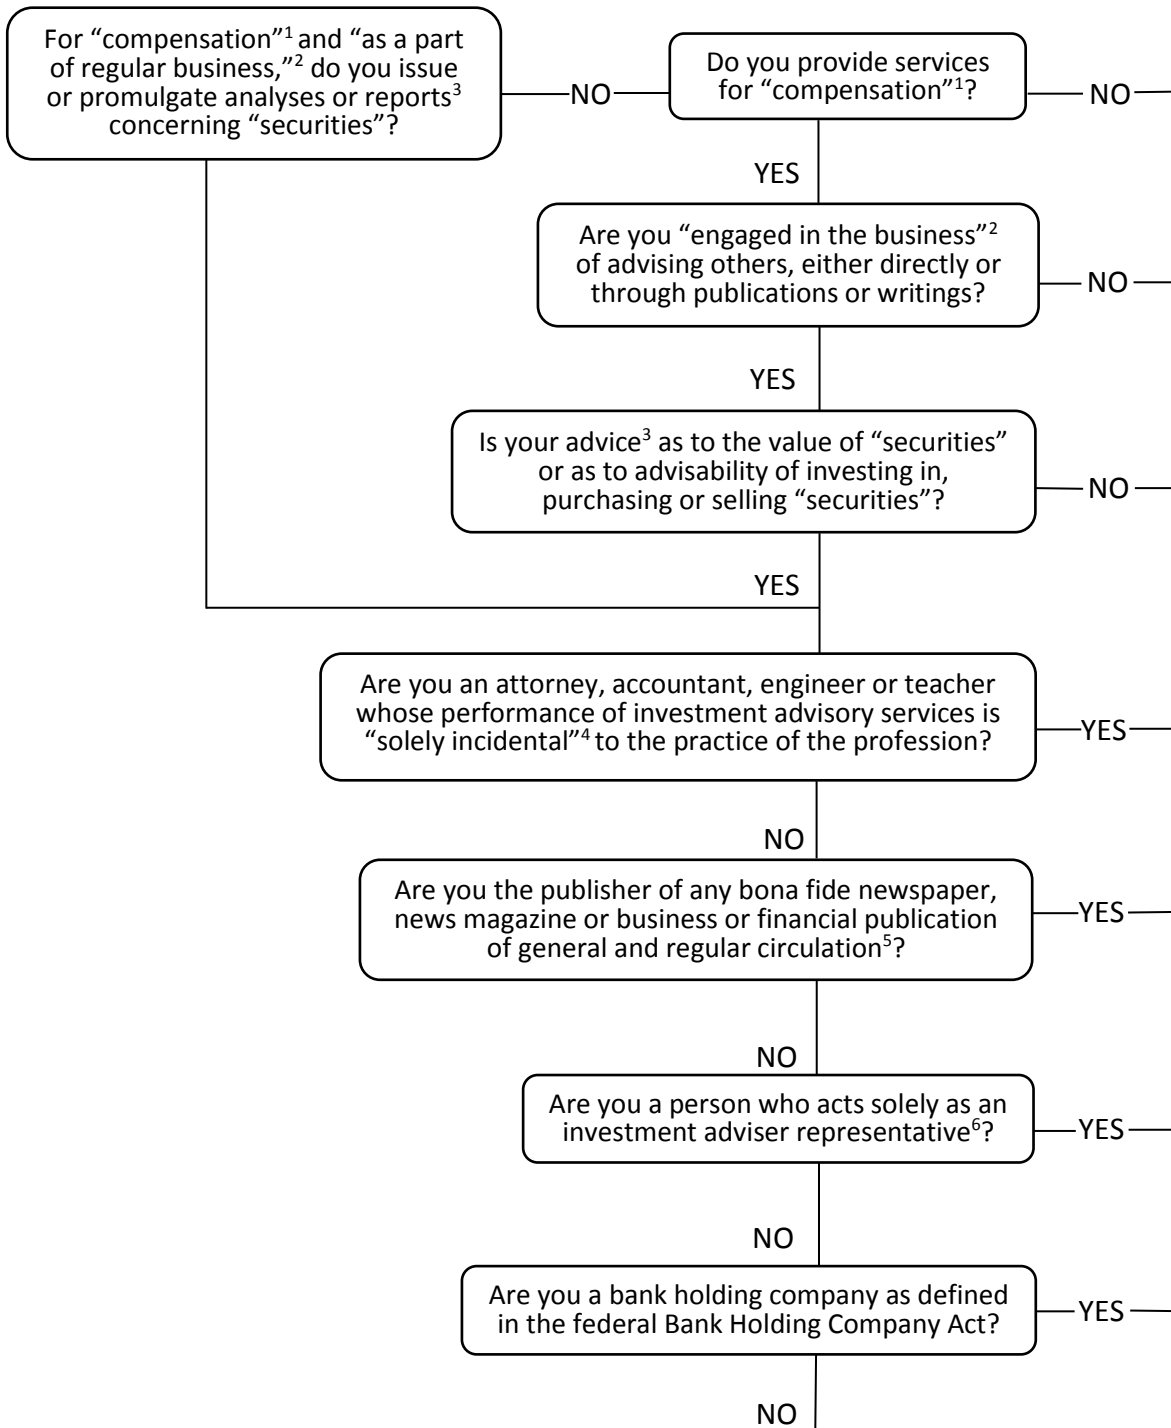 For “compensation”1 and “as a part
of regular business,”2 do you issue
or promulgate analyses or reports3
concerning “securities”?
NO
Do you provide services
for “compensation”1?
NO
YES
Are you “engaged in the business”2
of advising others, either directly or
through publications or writings?
NO
YES
Is your advice3 as to the value of “securities”
or as to advisability of investing in,
purchasing or selling “securities”?
NO
YES
Are you an attorney, accountant, engineer or teacher
whose performance of investment advisory services is
“solely incidental”4 to the practice of the profession?
YES
NO
Are you the publisher of any bona fide newspaper,
news magazine or business or financial publication
of general and regular circulation5?
YES
NO
Are you a person who acts solely as an
investment adviser representative6?
YES
NO
Are you a bank holding company as defined
in the federal Bank Holding Company Act?
YES
NO